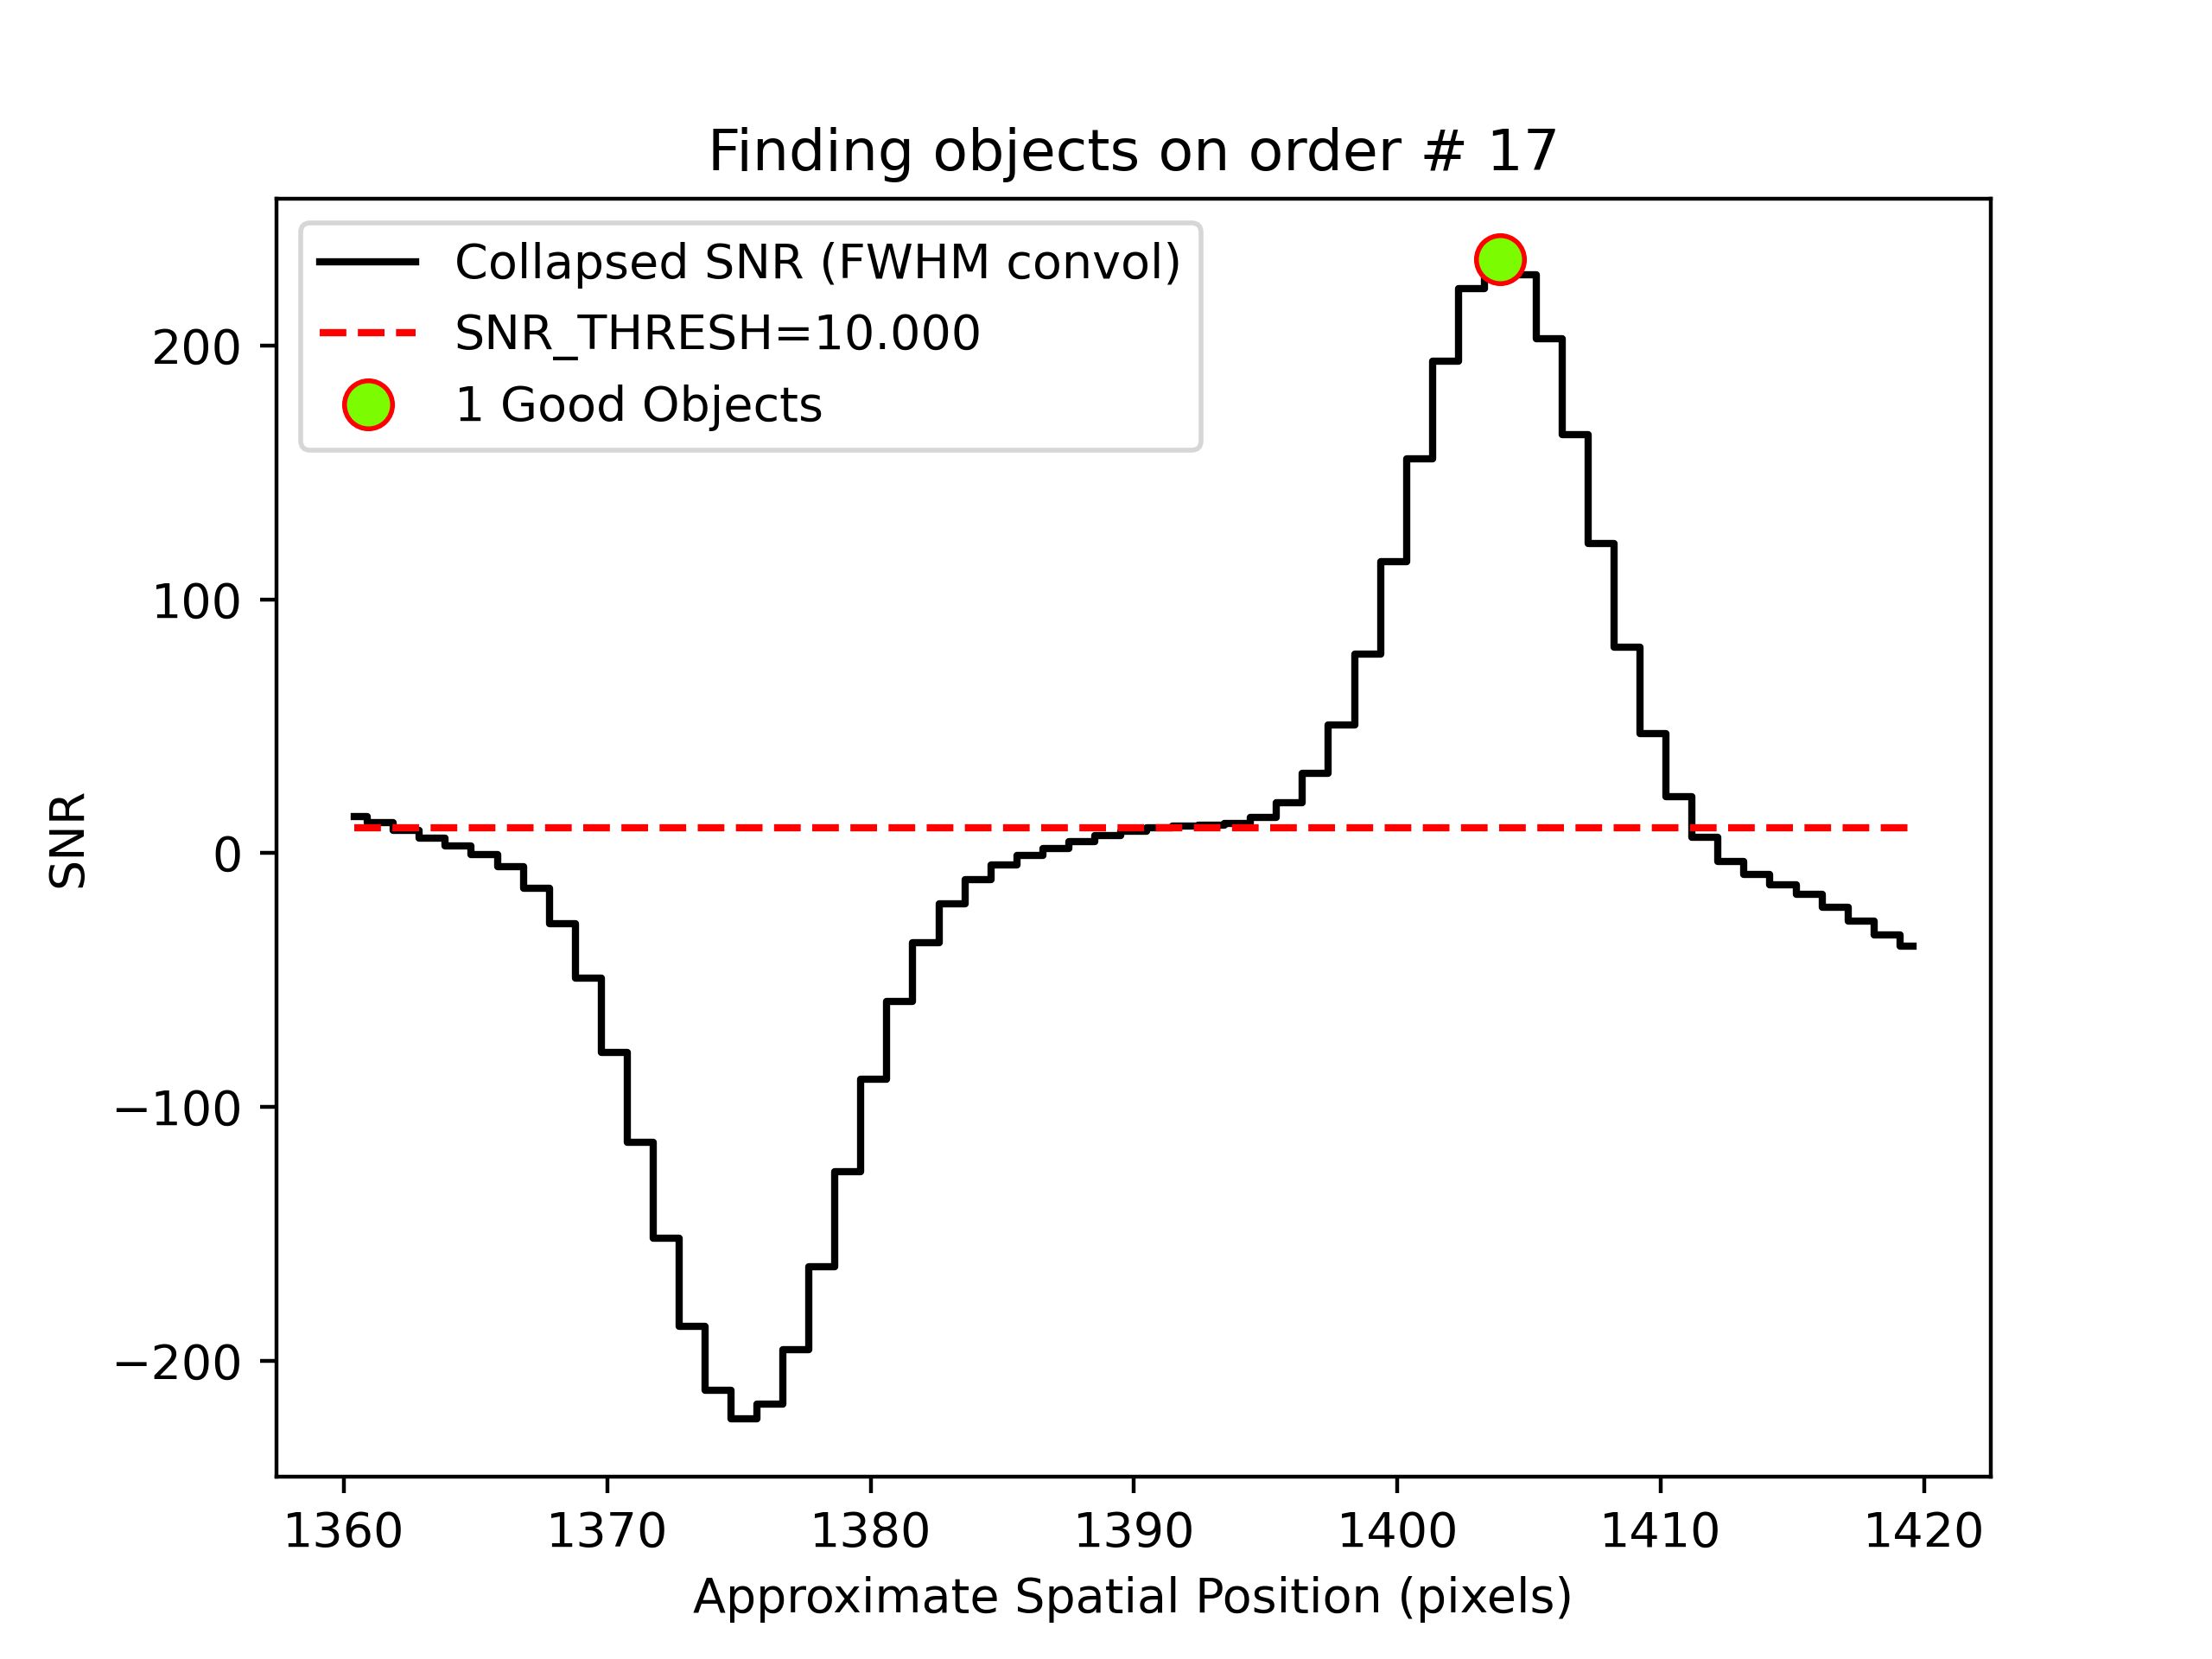 Finding objects on order # 17
Collapsed SNR (FWHM convol)
SNR_THRESH=10.000
1 Good Objects
200
100
0
−100
−200
SNR
1360 1370 1380 1390 1400 1410 1420
Approximate Spatial Position (pixels)